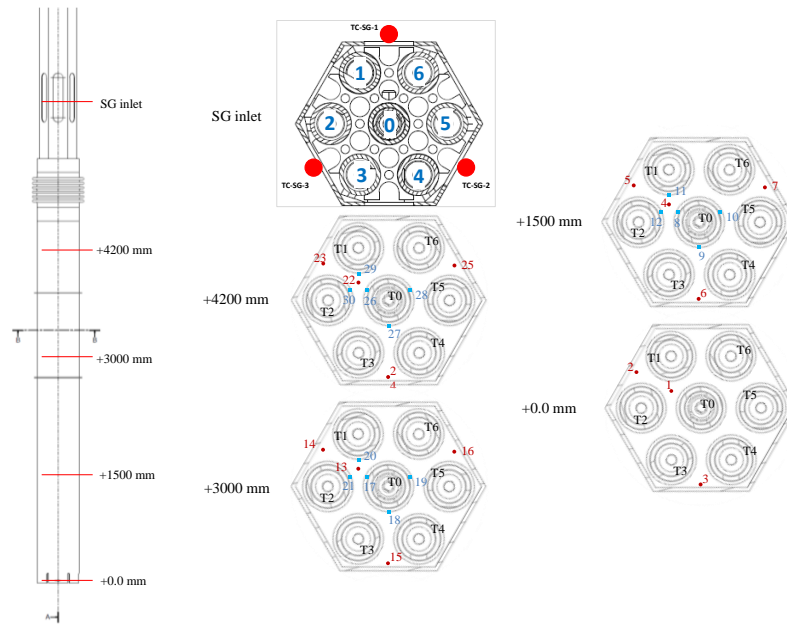 SG inlet
+4200 mm
+3000 mm
+1500 mm
+0.0 mm
B
B
A
SG inlet
TC-SG-1
1
6
2
0
5
3
4
TC-SG-3
TC-SG-2
+4200 mm
T1
T6
23
25
29
22
30
26
T0
28
T5
T2
27
T3
T4
2
4
+3000 mm
T1
T6
14
16
20
13
21
17
T0
19
T5
T2
18
T3
T4
15
+1500 mm
T1
T6
5
7
11
4
12
8
T0
10
T5
T2
9
T3
T4
6
+0.0 mm
T1
T6
2
1
T0
T5
T2
T3
T4
3